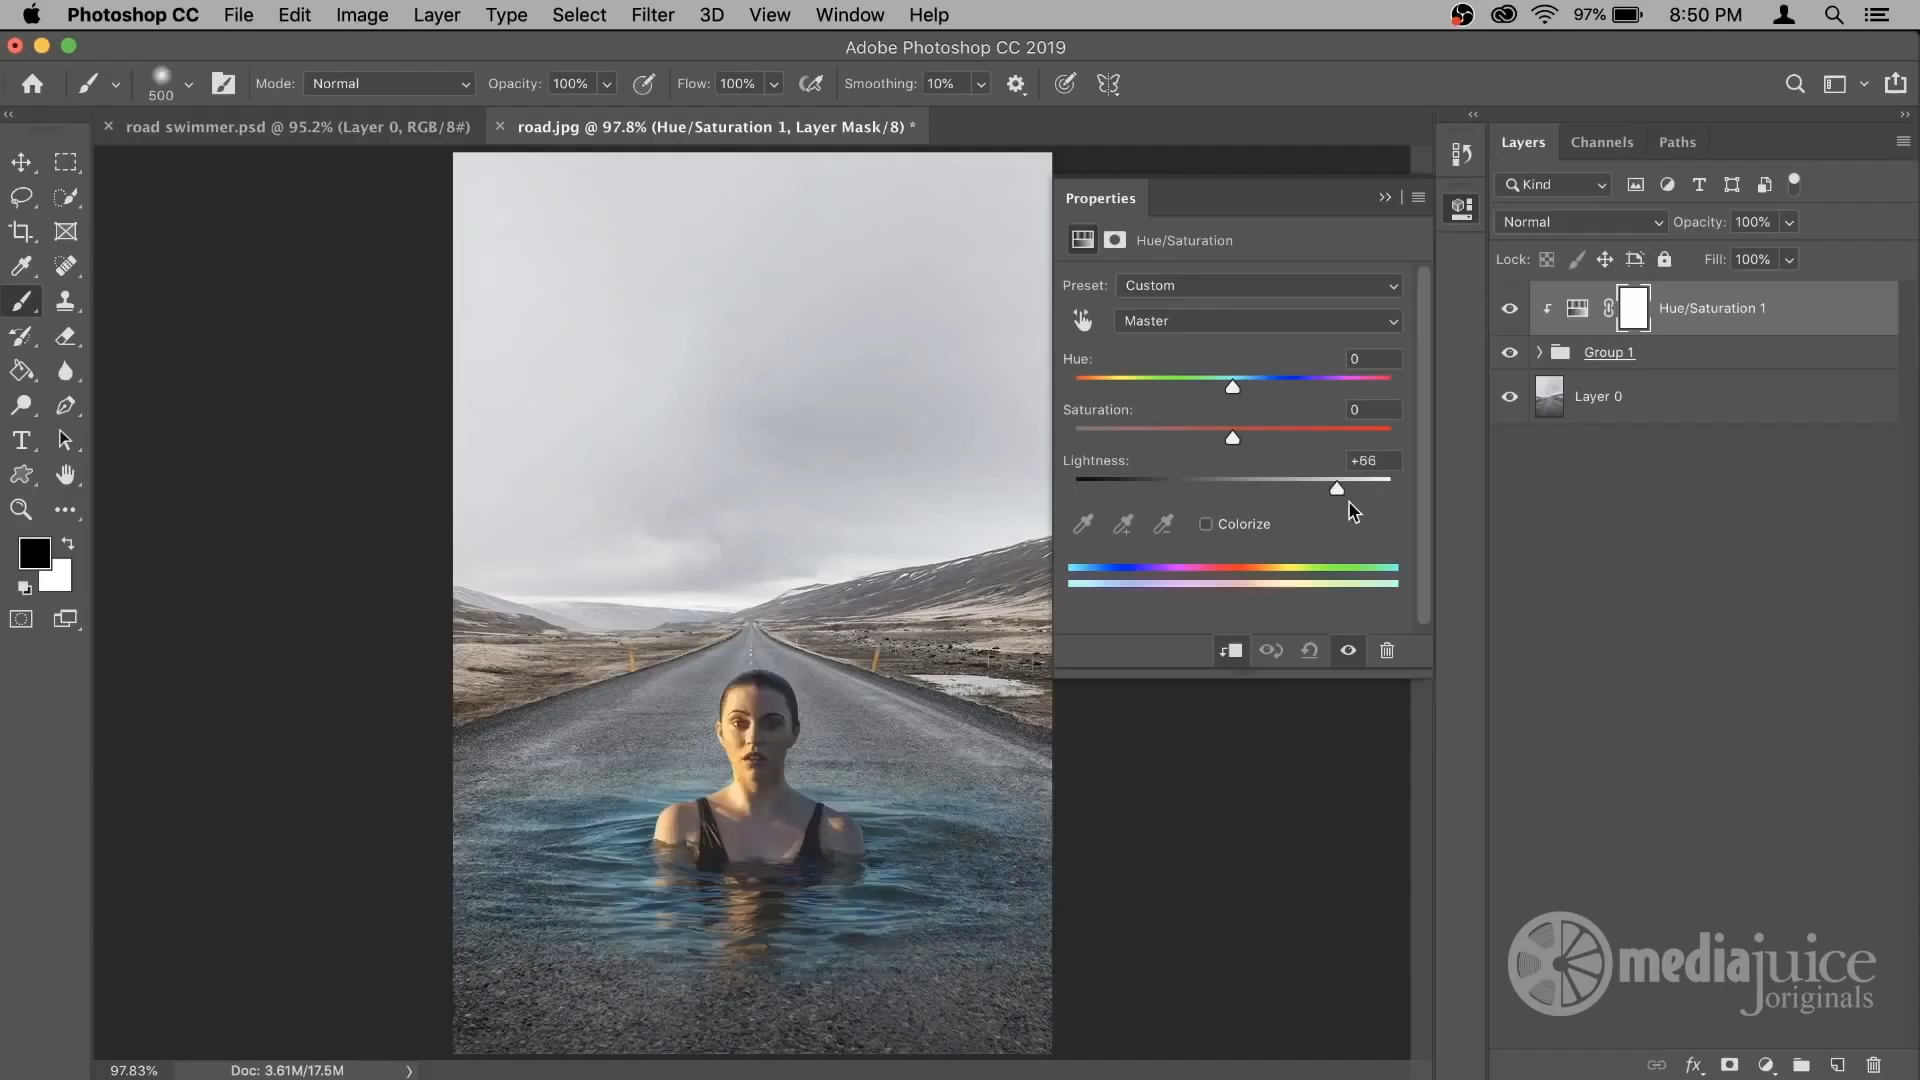 Photoshop CC File Edit Image Layer Type Select Filter 3D View Window Help 97% 8:50 PM
Adobe Photoshop CC 2019
500 Mode: Normal Opacity: 100% Flow: 100% Smoothing: 10%
road swimmer.psd @ 95.2% (Layer 0, RGB/8#) road.jpg @ 97.8% (Hue/Saturation 1, Layer Mask/8) *
Properties
Hue/Saturation
Preset: Custom
Master
Hue: 0
Saturation: 0
Lightness: +66
Colorize
Layers Channels Paths
Kind
Normal Opacity: 100%
Lock: Fill: 100%
Hue/Saturation 1
Group 1
Layer 0
mediajuice
originals
97.83% Doc: 3.61M/17.5M